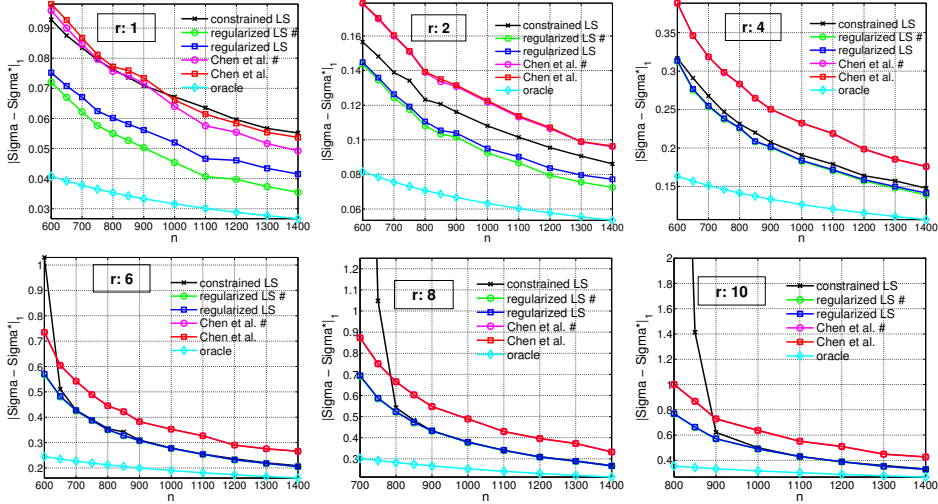 r: 1
constrained LS
regularized LS #
regularized LS
Chen et al. #
Chen et al.
oracle
0.09
0.08
0.07
0.06
0.05
0.04
0.03
|Sigma − Sigma*|1
600 700 800 900 1000 1100 1200 1300 1400
n
r: 2
constrained LS
regularized LS #
regularized LS
Chen et al. #
Chen et al.
oracle
0.16
0.14
0.12
0.1
0.08
0.06
|Sigma − Sigma*|1
600 700 800 900 1000 1100 1200 1300 1400
n
r: 4
constrained LS
regularized LS #
regularized LS
Chen et al. #
Chen et al.
oracle
0.35
0.3
0.25
0.2
0.15
|Sigma − Sigma*|1
600 700 800 900 1000 1100 1200 1300 1400
n
r: 6
constrained LS
regularized LS #
regularized LS
Chen et al. #
Chen et al.
oracle
1
0.9
0.8
0.7
0.6
0.5
0.4
0.3
0.2
|Sigma − Sigma*|1
600 700 800 900 1000 1100 1200 1300 1400
n
r: 8
constrained LS
regularized LS #
regularized LS
Chen et al. #
Chen et al.
oracle
1.2
1.1
1
0.9
0.8
0.7
0.6
0.5
0.4
0.3
|Sigma − Sigma*|1
700 800 900 1000 1100 1200 1300 1400
n
r: 10
constrained LS
regularized LS #
regularized LS
Chen et al. #
Chen et al.
oracle
2
1.8
1.6
1.4
1.2
1
0.8
0.6
0.4
|Sigma − Sigma*|1
800 900 1000 1100 1200 1300 1400
n